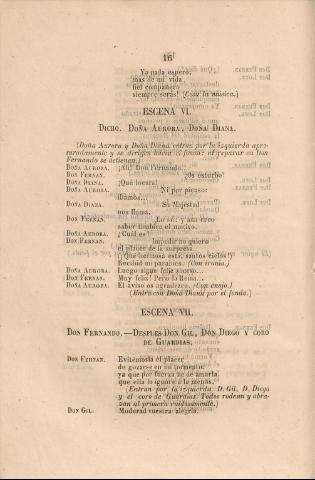 16
Ya nada espero,
mas de mi vida
fiel compañero
siempre serás! (Cesa la música.)
ESCENA VI.
DICHO. DOÑA AURORA, DOÑA DIANA.
(Doña Aurora y Doña Diana entran por la izquierda apresuradamente
y se dirigen hácia el fondo: al reparar en Don
Fernando se detienen.)
DOÑA AURORA. ¡Ah! Don Fernando
DON FERNAN. ¿Os estorbo?
DOÑA DIANA. ¡Qué locura!
DOÑA AURORA. Ni por pienso:
íbamos...
DOÑA DIANA. Su Majestad
nos llama.
DON FERNAN. Lo sé: y aun creo
saber tambien el motivo.
DOÑA AURORA. ¿Cuál es?
DON FERNAN. Impedir no quiero
el placer de la sorpresa.
(¡Qué hermosa está, santos cielos!)
Recibid mi parabien. (Con ironía.)
DOÑA AURORA. Luego algun feliz suceso...
DON FERNAN. Muy feliz! Pero la Reina...
DOÑA AURORA. El aviso os agradezco. (Con enojo.)
(Entra con Doña Diana por el fondo.)
ESCENA VII.
DON FERNANDO.—DESPUES DON GIL, DON DIEGO Y CORO
DE GUARDIAS.
DON FERNAN. Evitémosla el placer
de gozarse en mi tormento:
ya que por fuerza he de amarla,
que ella lo ignore á lo menos.
(Entran por la izquierda D. Gil, D. Diego
y el coro de Guardias. Todos rodean y abrazan
al primero ruidosamente.)
DON GIL. Moderad vuestra alegría.